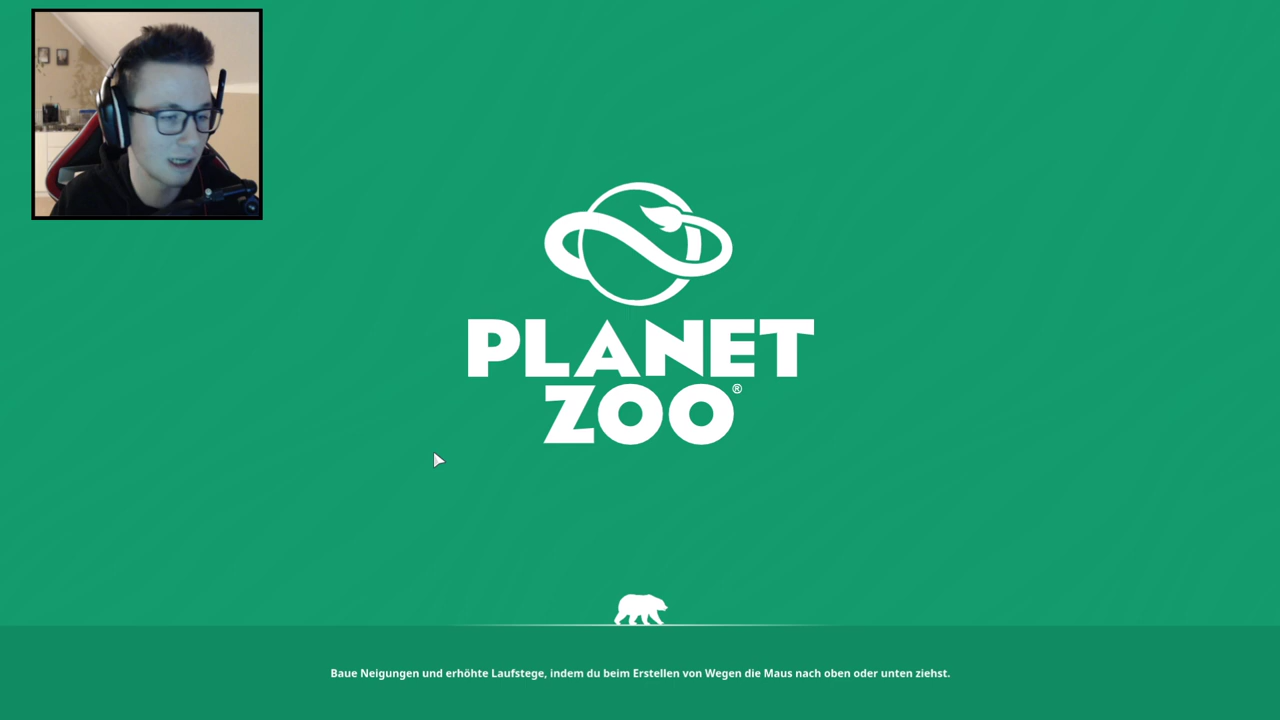 PLANET
ZOO®
Baue Neigungen und erhöhte Laufstege, indem du beim Erstellen von Wegen die Maus nach oben oder unten ziehst.